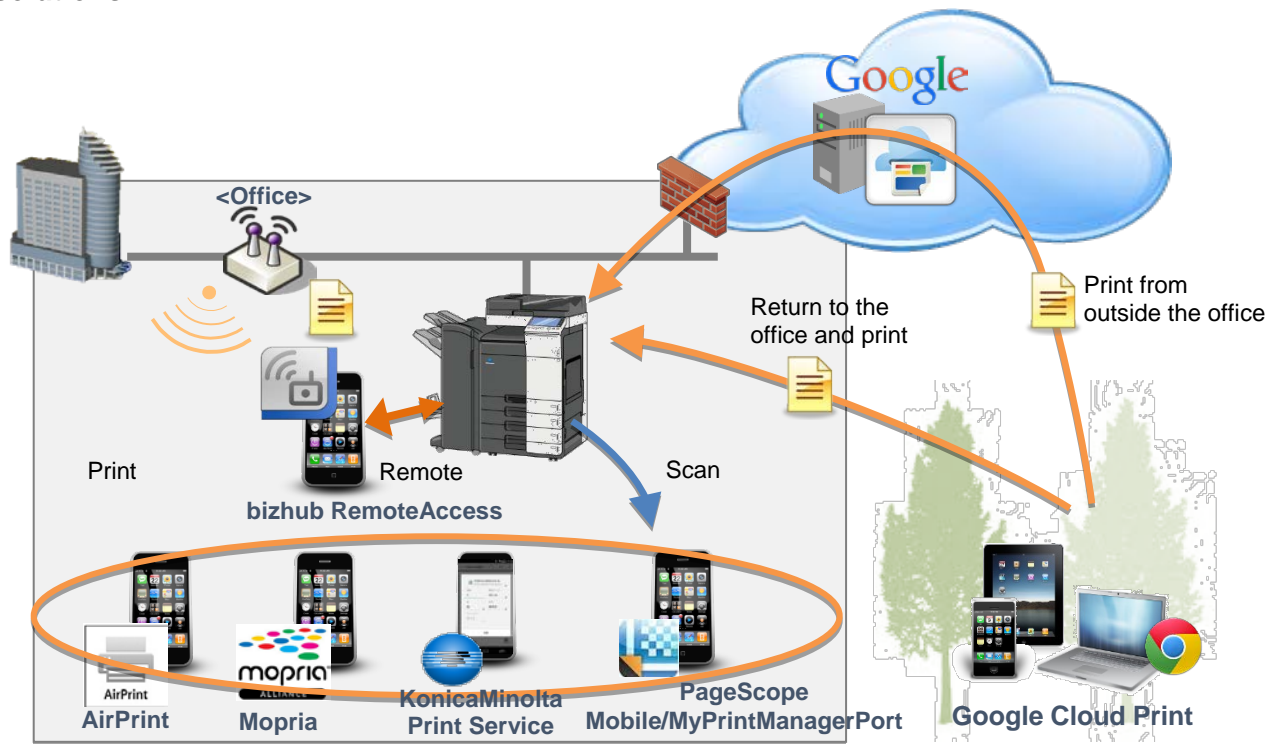 Google
<Office>
Print from
outside the office
Return to the
office and print
Print
Remote
Scan
bizhub RemoteAccess
AirPrint
mopria
ALLIANCE
AirPrint
Mopria
KonicaMinolta
Print Service
PageScope
Mobile/MyPrintManagerPort
Google Cloud Print